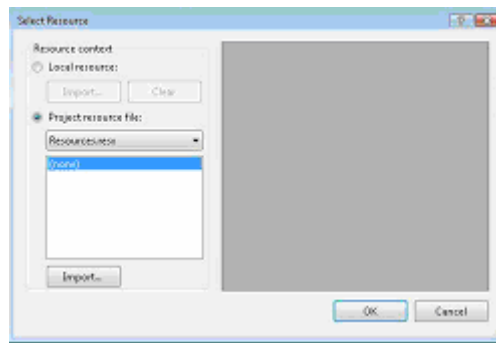 Select Resource
Resource context
Local resource:
Import...
Clear
Project resource file:
Resources.resx
(none)
Import...
OK
Cancel